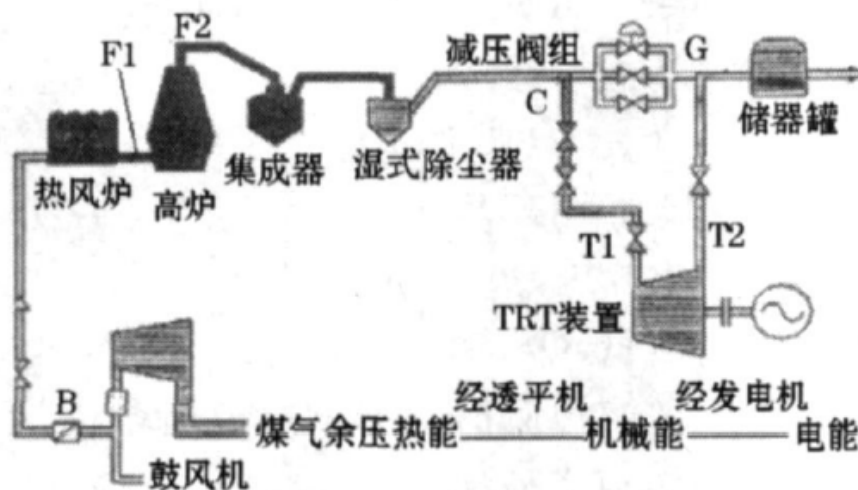 F2
F1
减压阀组
G
C
储器罐
热风炉
高炉
集成器
湿式除尘器
T1
T2
TRT装置
B
经透平机
经发电机
煤气余压热能
机械能
电能
鼓风机